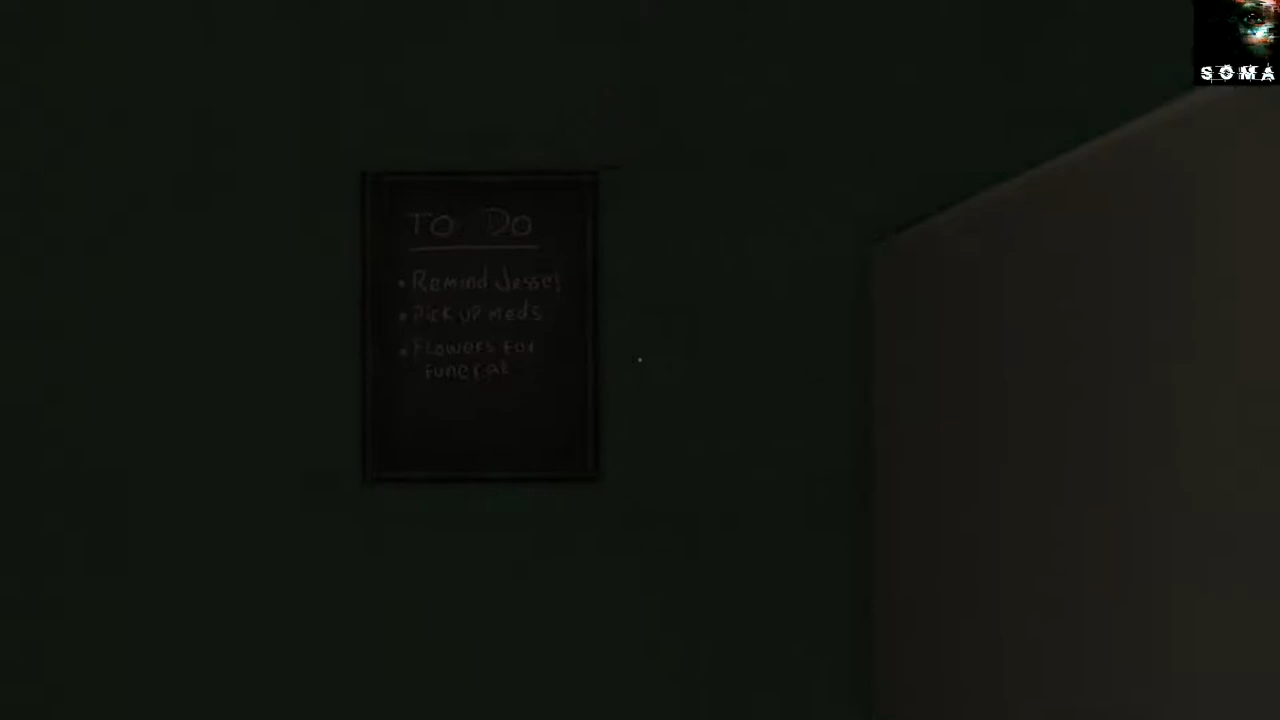 SOMA
TO DO
• Remind Jesse!
• Pick up meds
• Flowers for
funeral